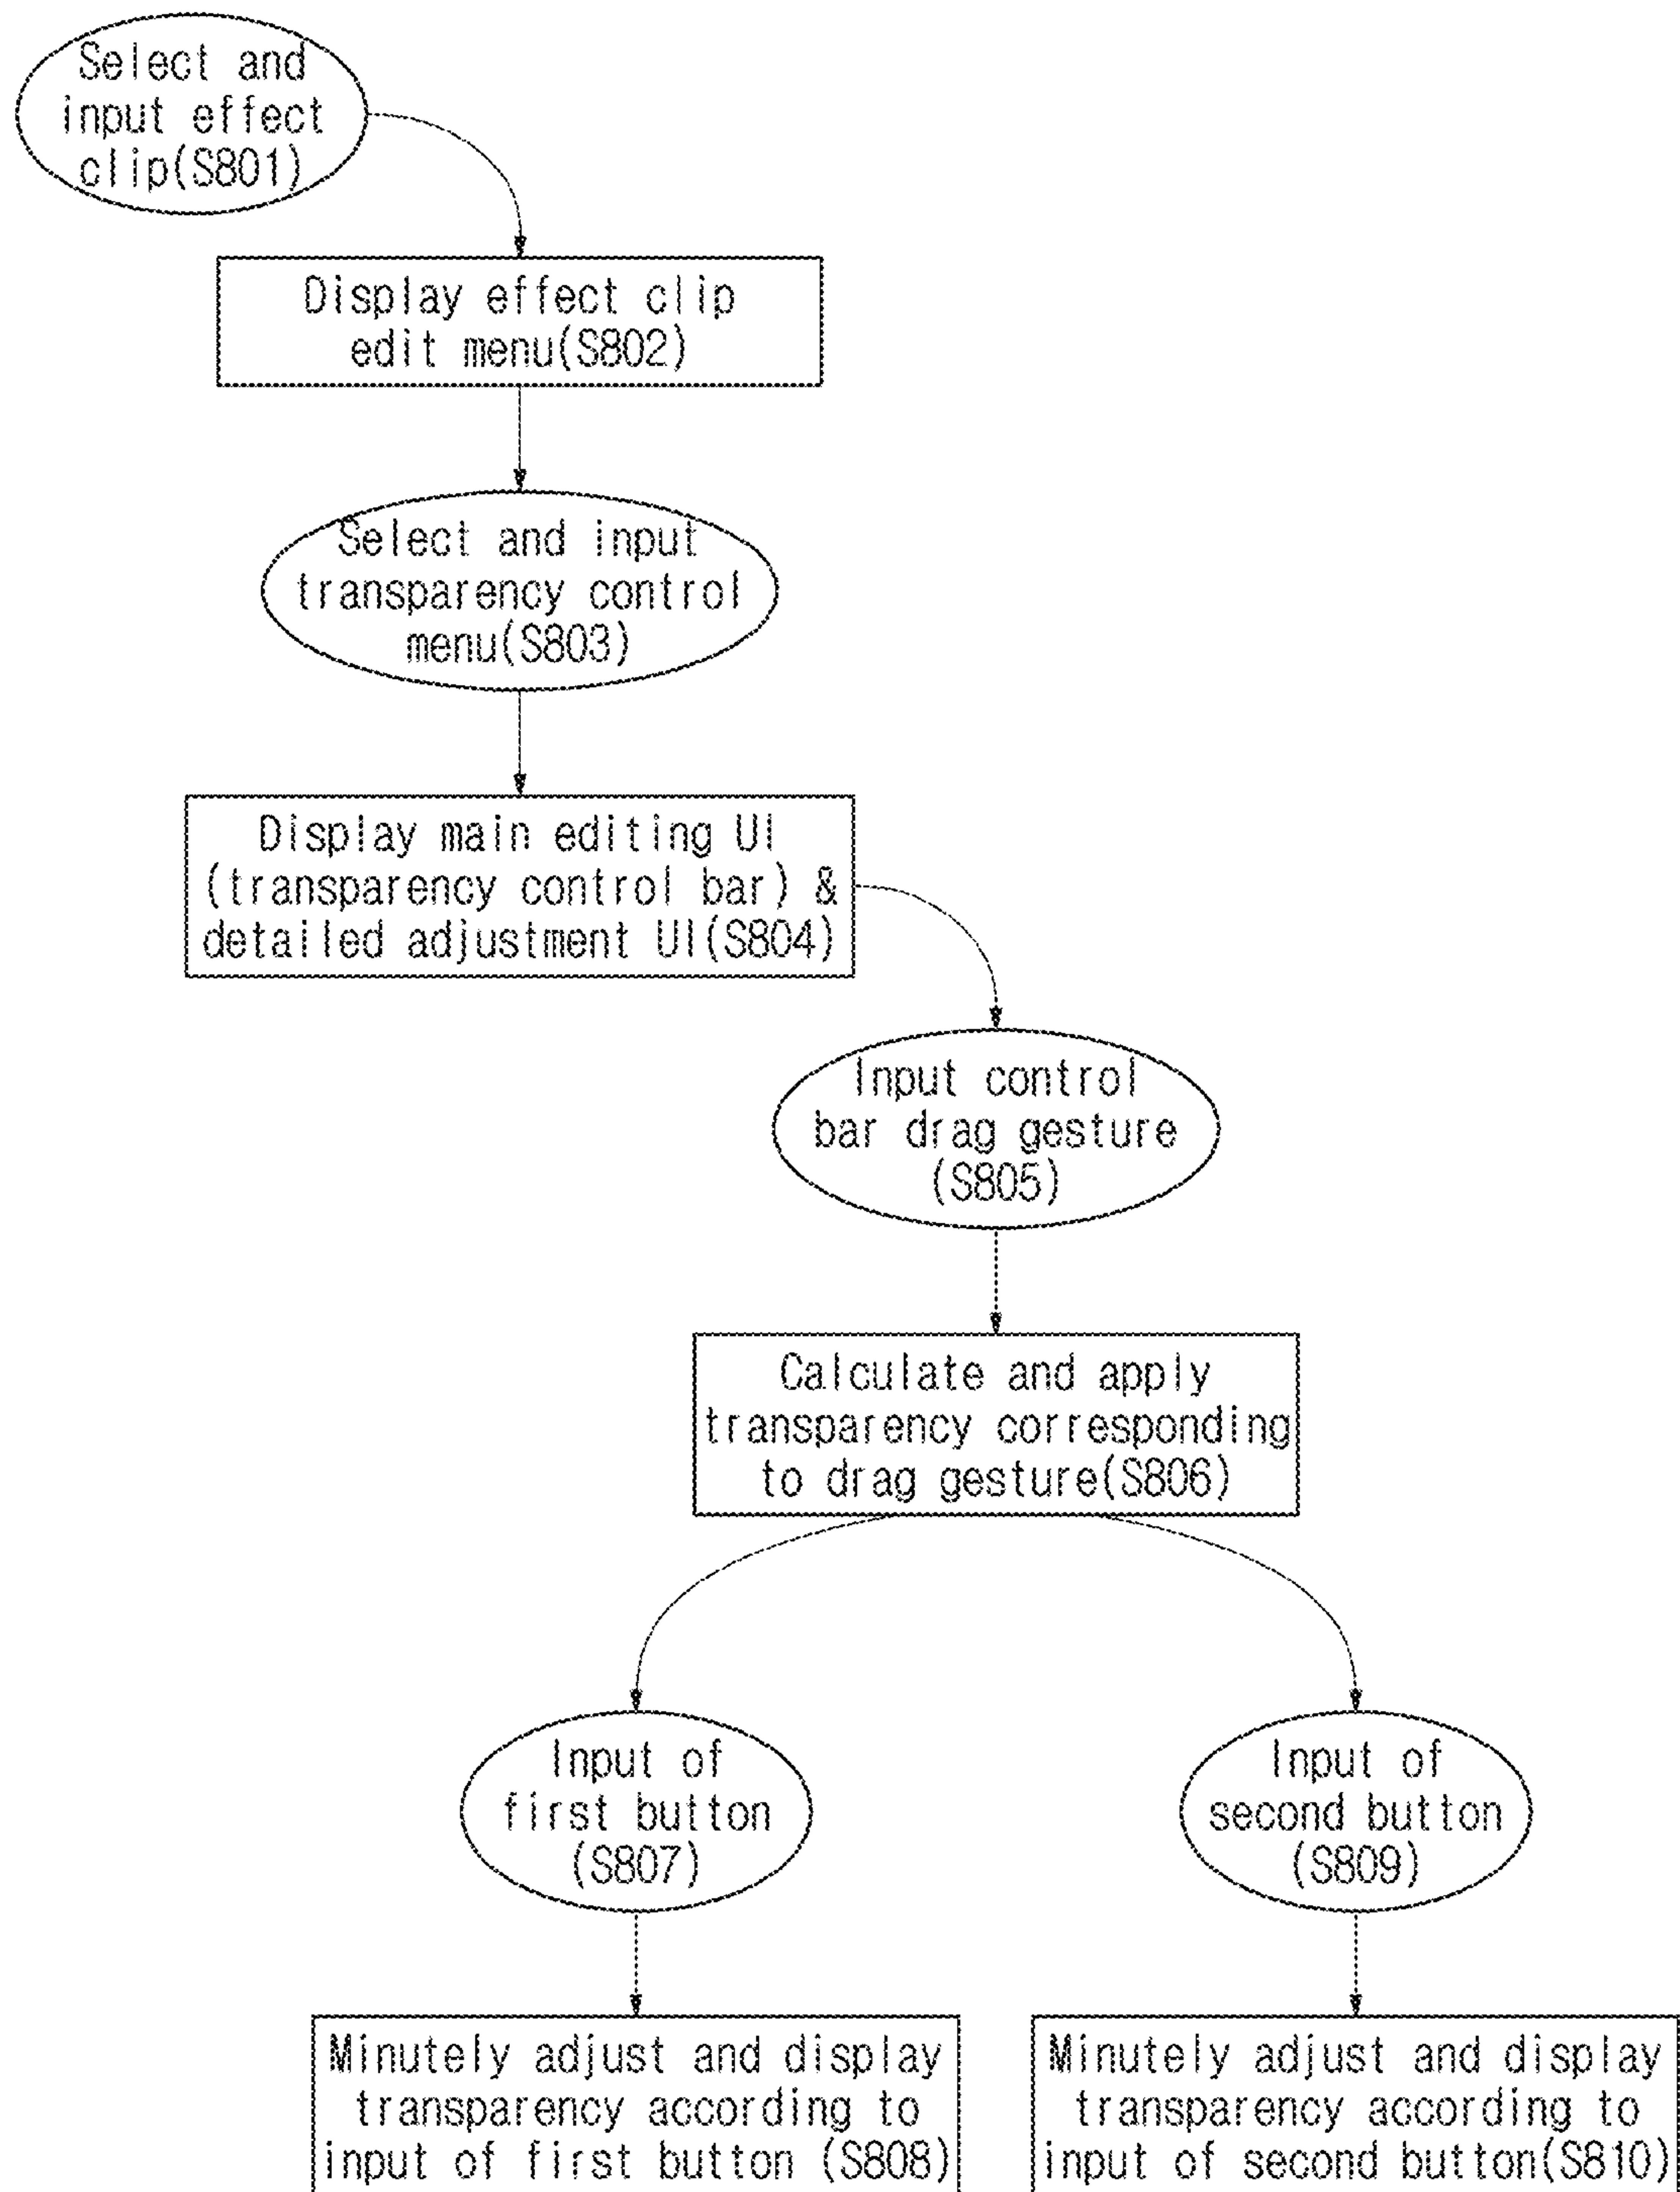 Select and
input effect
clip(S801)
Display effect clip
edit menu(S802)
Select and input
transparency control
menu(S803)
Display main editing UI
(transparency control bar) &
detailed adjustment UI(S804)
Input control
bar drag gesture
(S805)
Calculate and apply
transparency corresponding
to drag gesture(S806)
Input of
first button
(S807)
Input of
second button
(S809)
Minutely adjust and display
transparency according to
input of first button (S808)
Minutely adjust and display
transparency according to
input of second button(S810)